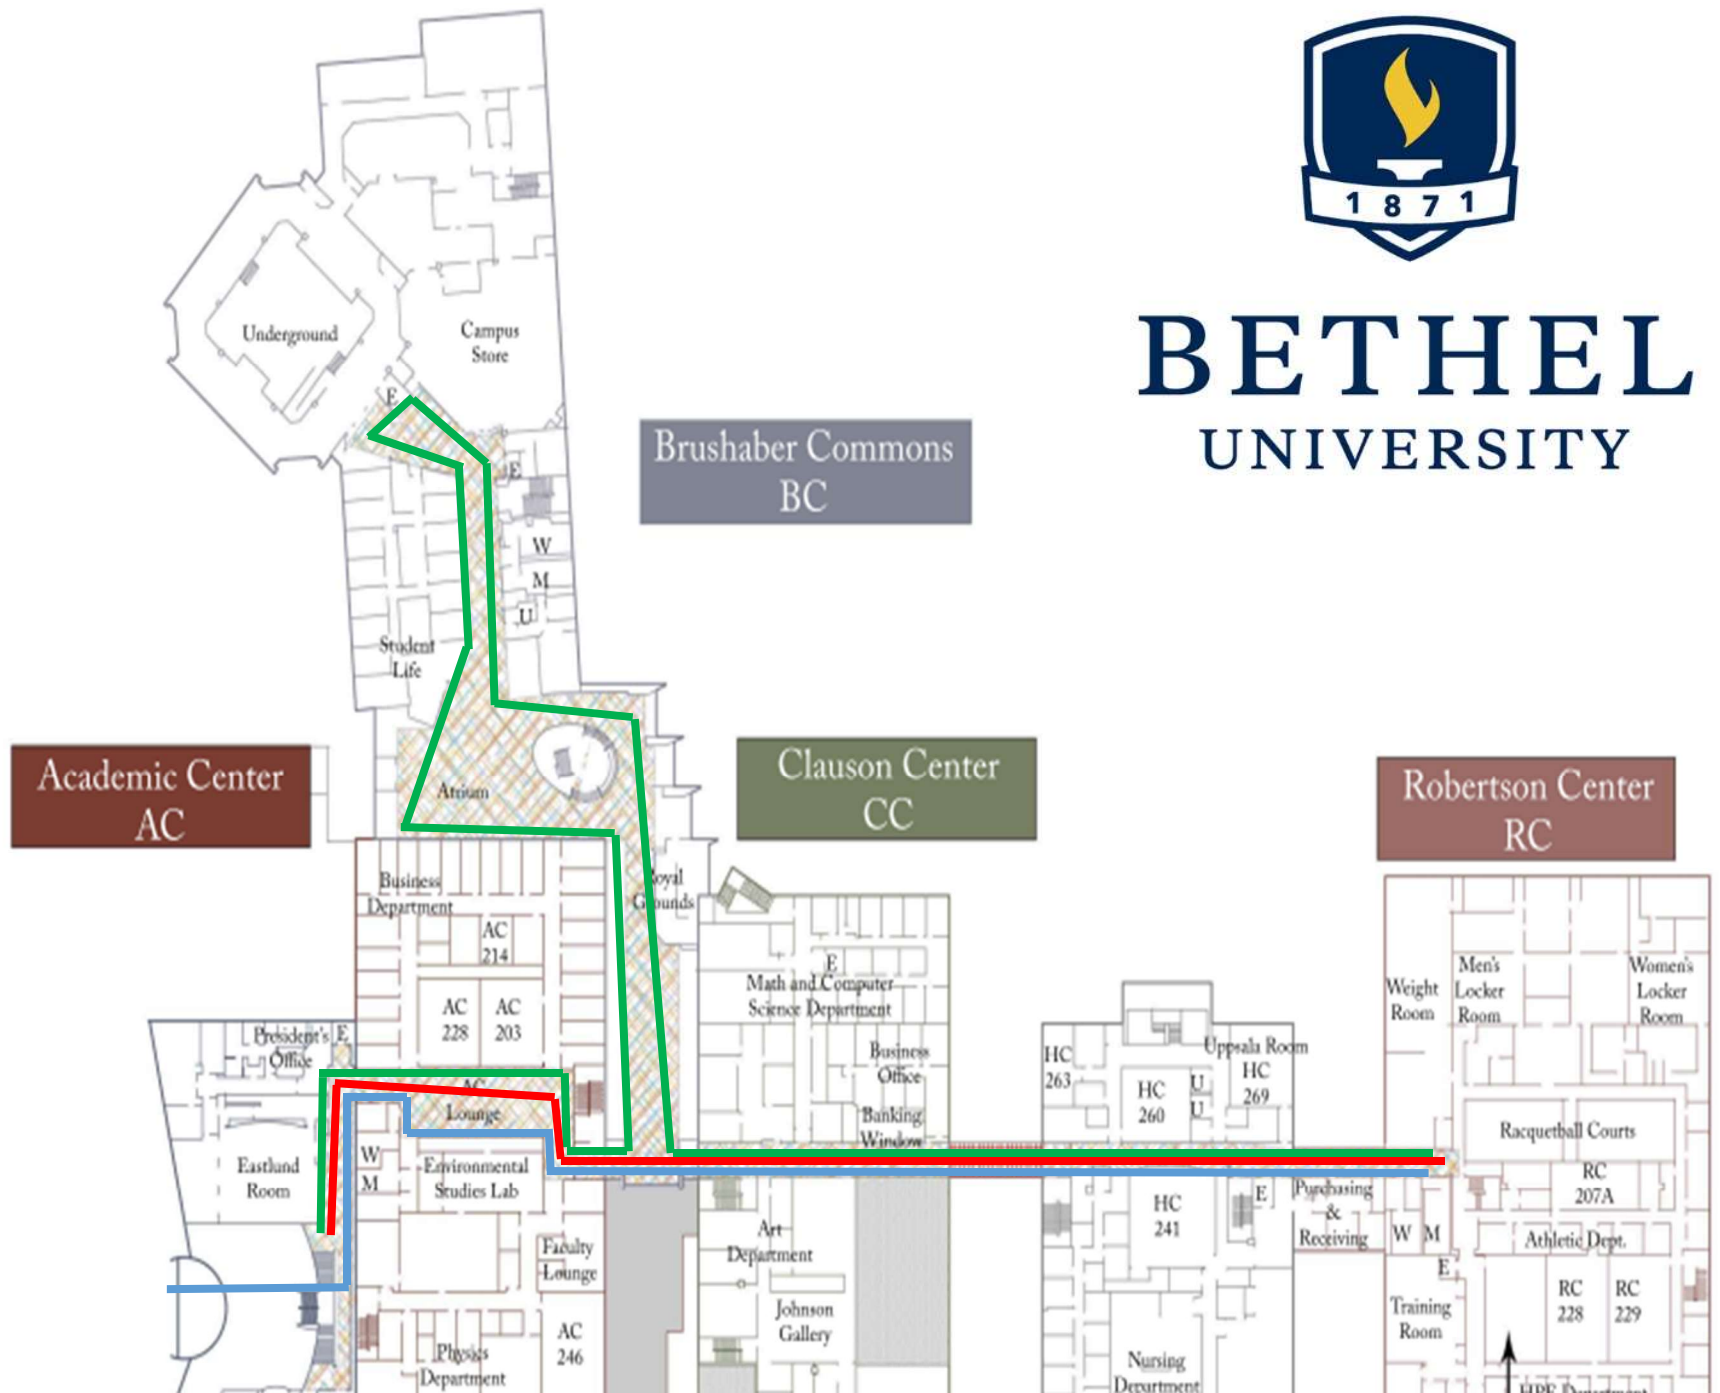 1 8 7 1
BETHEL
UNIVERSITY
Underground
Campus
Store
E
E
Brushaber Commons
BC
W
M
U
Student
Life
Atrium
Academic Center
AC
Clauson Center
CC
Robertson Center
RC
Royal
Grounds
Business
Department
AC
214
AC
228
AC
203
President's
Office
E
AC
Lounge
W
M
Eastland
Room
Environmental
Studies Lab
Faculty
Lounge
AC
246
Physics
Department
E
Math and Computer
Science Department
Business
Office
Banking
Window
Art
Department
Johnson
Gallery
HC
263
HC
260
U
U
Uppsala Room
HC
269
HC
241
E
Purchasing
&
Receiving
Nursing
Department
Weight
Room
Men's
Locker
Room
Women's
Locker
Room
Racquetball Courts
RC
207A
W
M
Athletic Dept.
E
Training
Room
RC
228
RC
229
HPE Department